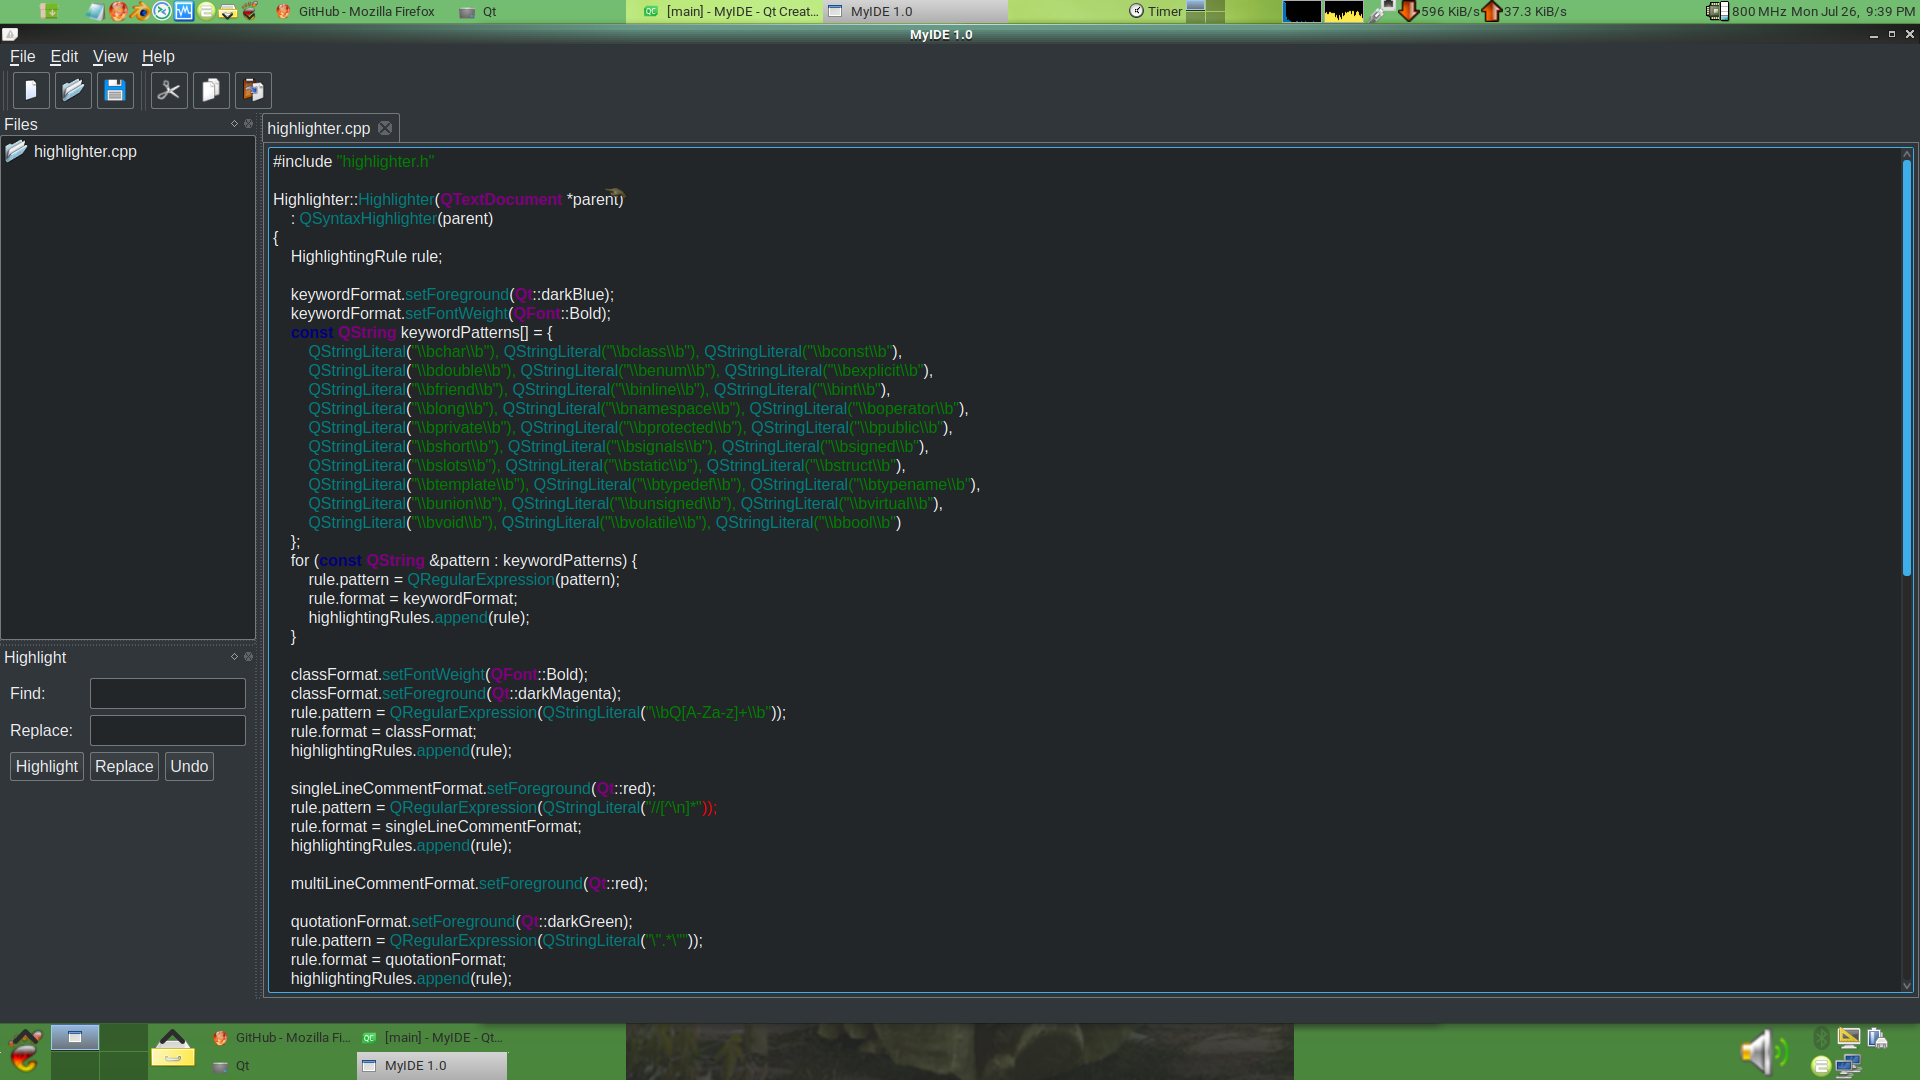 GitHub - Mozilla Firefox
Qt
[main] - MyIDE - Qt Creat...
MyIDE 1.0
Timer
596 KiB/s
37.3 KiB/s
800 MHz Mon Jul 26, 9:39 PM
MyIDE 1.0
File Edit View Help
Files
highlighter.cpp
highlighter.cpp
#include "highlighter.h"
Highlighter::Highlighter(QTextDocument *parent)
    : QSyntaxHighlighter(parent)
{
    HighlightingRule rule;
    keywordFormat.setForeground(Qt::darkBlue);
    keywordFormat.setFontWeight(QFont::Bold);
    const QString keywordPatterns[] = {
        QStringLiteral("\\bchar\\b"), QStringLiteral("\\bclass\\b"), QStringLiteral("\\bconst\\b"),
        QStringLiteral("\\bdouble\\b"), QStringLiteral("\\benum\\b"), QStringLiteral("\\bexplicit\\b"),
        QStringLiteral("\\bfriend\\b"), QStringLiteral("\\binline\\b"), QStringLiteral("\\bint\\b"),
        QStringLiteral("\\blong\\b"), QStringLiteral("\\bnamespace\\b"), QStringLiteral("\\boperator\\b"),
        QStringLiteral("\\bprivate\\b"), QStringLiteral("\\bprotected\\b"), QStringLiteral("\\bpublic\\b"),
        QStringLiteral("\\bshort\\b"), QStringLiteral("\\bsignals\\b"), QStringLiteral("\\bsigned\\b"),
        QStringLiteral("\\bslots\\b"), QStringLiteral("\\bstatic\\b"), QStringLiteral("\\bstruct\\b"),
        QStringLiteral("\\btemplate\\b"), QStringLiteral("\\btypedef\\b"), QStringLiteral("\\btypename\\b"),
        QStringLiteral("\\bunion\\b"), QStringLiteral("\\bunsigned\\b"), QStringLiteral("\\bvirtual\\b"),
        QStringLiteral("\\bvoid\\b"), QStringLiteral("\\bvolatile\\b"), QStringLiteral("\\bbool\\b")
    };
    for (const QString &pattern : keywordPatterns) {
        rule.pattern = QRegularExpression(pattern);
        rule.format = keywordFormat;
        highlightingRules.append(rule);
    }
    classFormat.setFontWeight(QFont::Bold);
    classFormat.setForeground(Qt::darkMagenta);
    rule.pattern = QRegularExpression(QStringLiteral("\\bQ[A-Za-z]+\\b"));
    rule.format = classFormat;
    highlightingRules.append(rule);
    singleLineCommentFormat.setForeground(Qt::red);
    rule.pattern = QRegularExpression(QStringLiteral("//[^\n]*"));
    rule.format = singleLineCommentFormat;
    highlightingRules.append(rule);
    multiLineCommentFormat.setForeground(Qt::red);
    quotationFormat.setForeground(Qt::darkGreen);
    rule.pattern = QRegularExpression(QStringLiteral("\".*\""));
    rule.format = quotationFormat;
    highlightingRules.append(rule);
Highlight
Find:
Replace:
Highlight Replace Undo
GitHub - Mozilla Fi...
[main] - MyIDE - Qt...
Qt
MyIDE 1.0